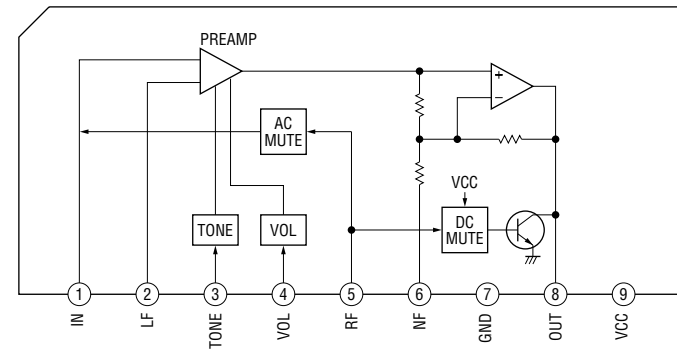 PREAMP
+
−
AC
MUTE
VCC
TONE
VOL
DC
MUTE
1
2
3
4
5
6
7
8
9
IN
LF
TONE
VOL
RF
NF
GND
OUT
VCC